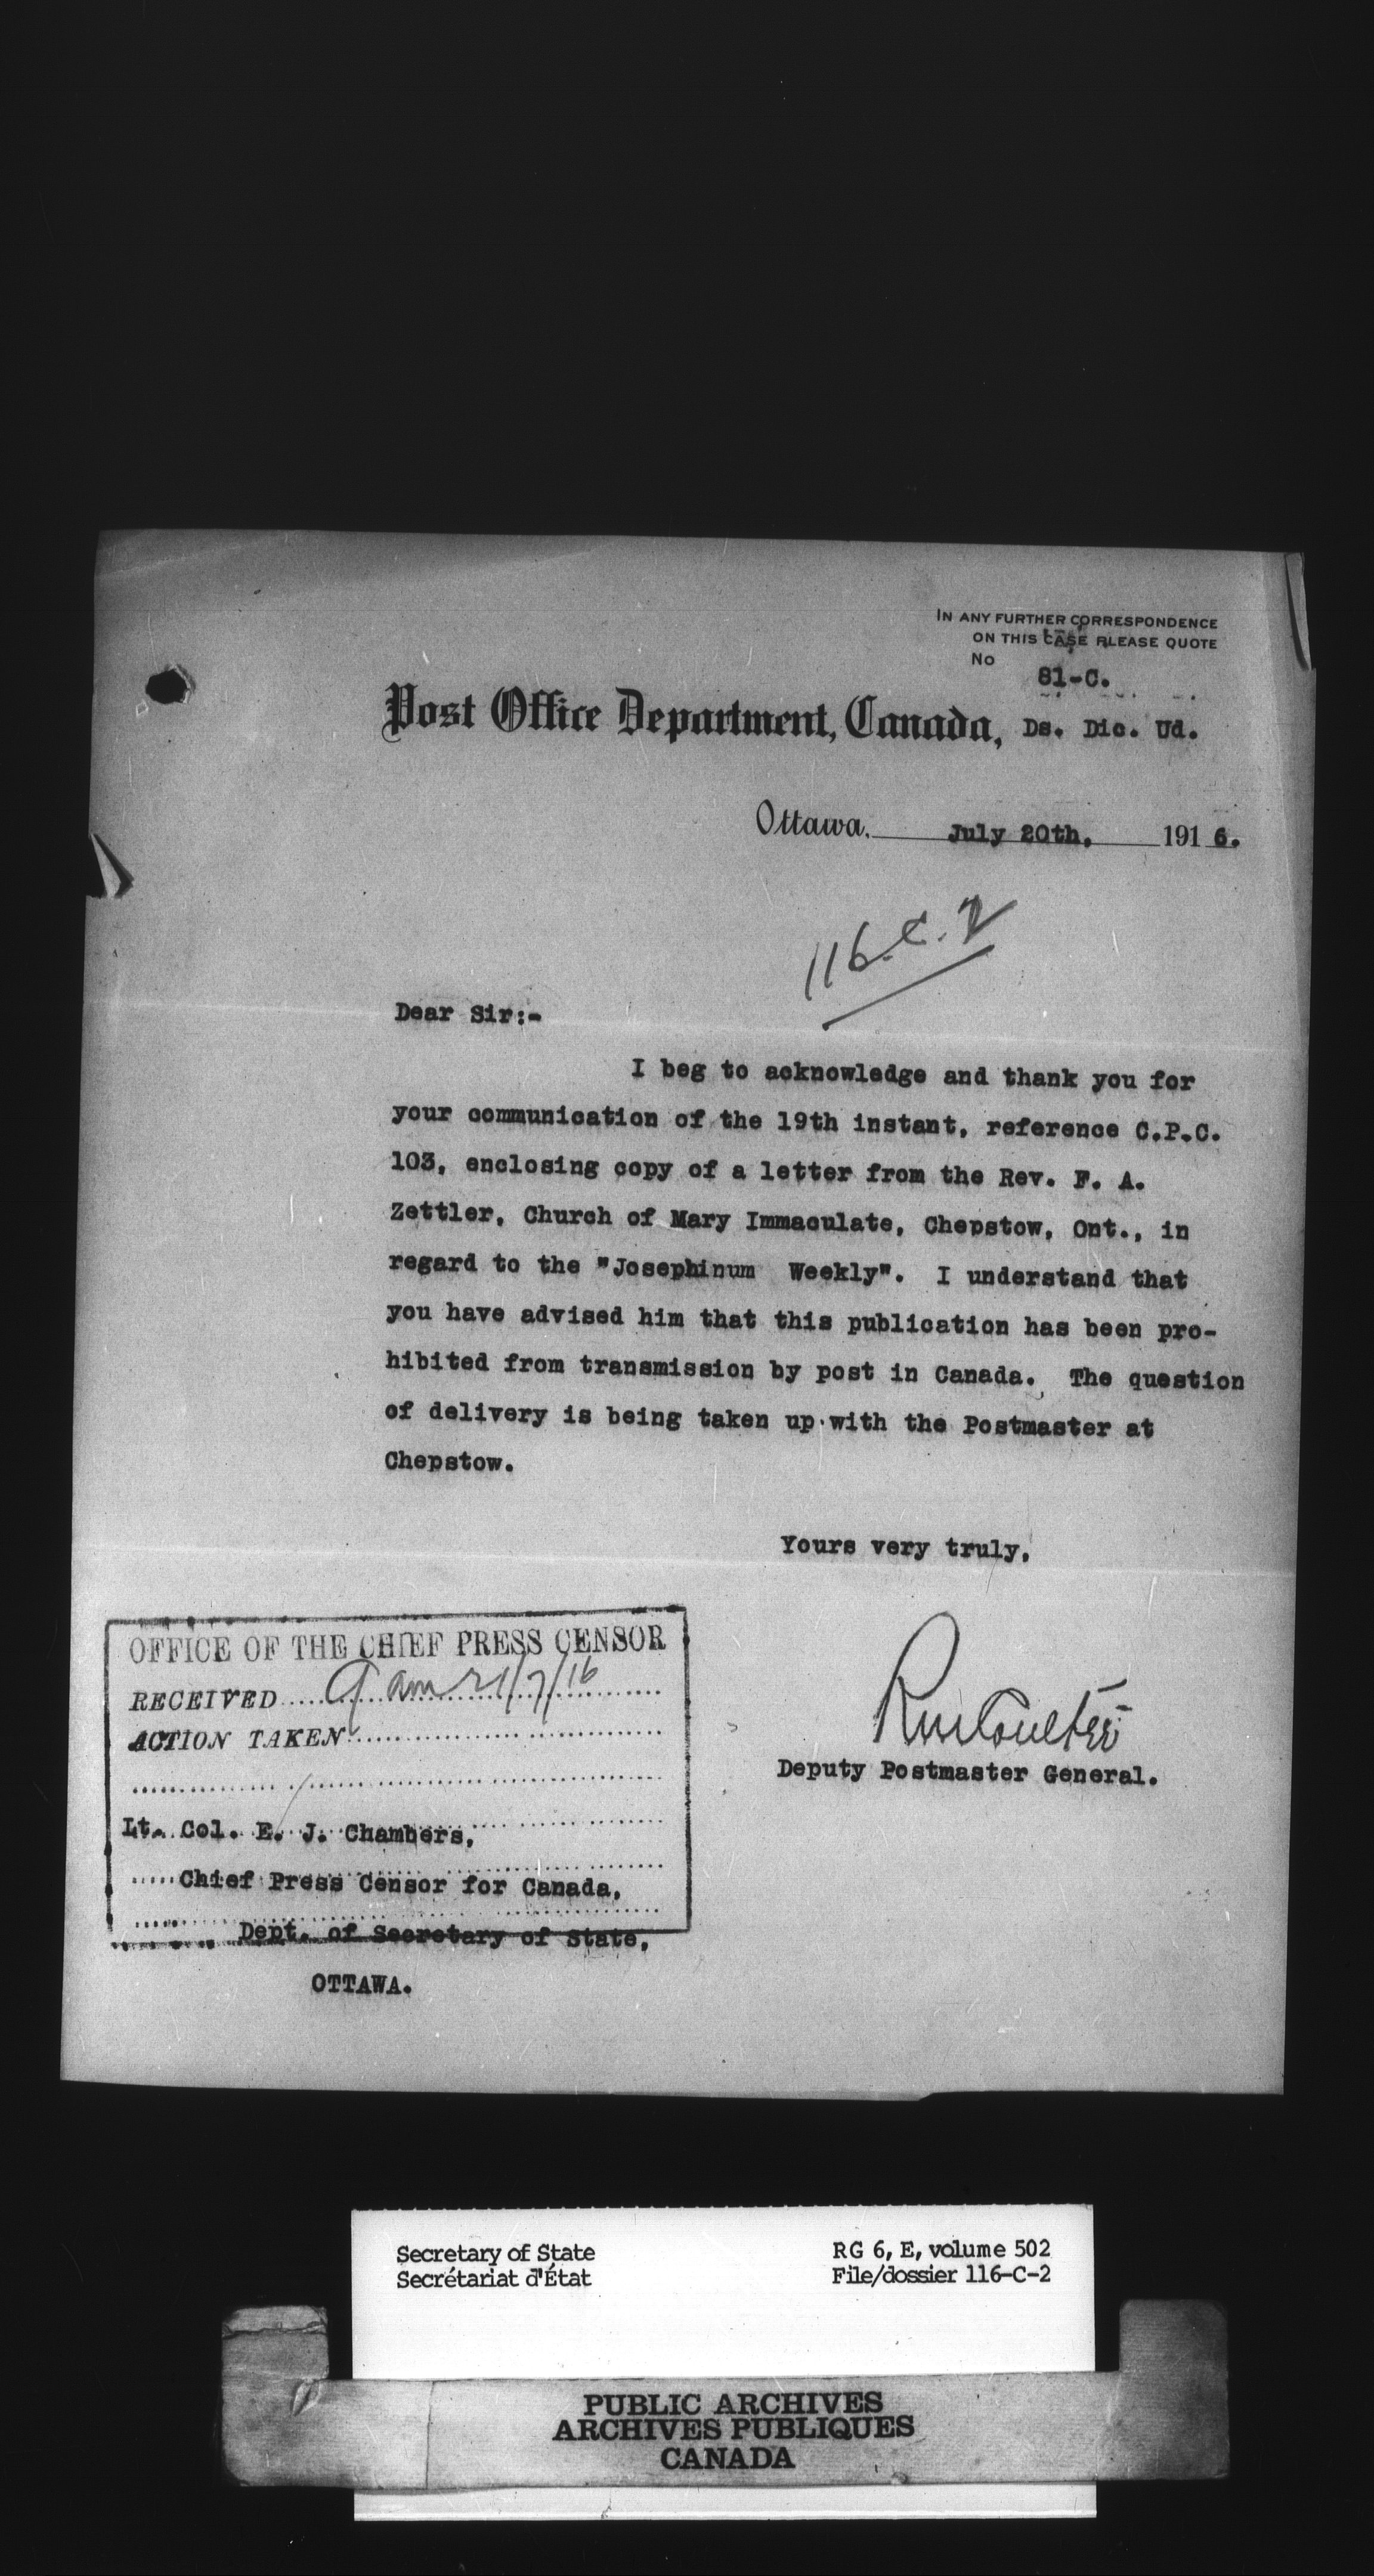 IN ANY FURTHER CORRESPONDENCE
ON THIS CASE PLEASE QUOTE
No
81-C.
Post Office Department, Canada, Ds. Dic. Ud.
Ottawa, July 20th, 1916.
116.C.2
Dear Sir:-
I beg to acknowledge and thank you for
your communication of the 19th instant, reference C.P.C.
103, enclosing copy of a letter from the Rev. F. A.
Zettler, Church of Mary Immaculate, Chepstow, Ont., in
regard to the "Josephinum Weekly". I understand that
you have advised him that this publication has been pro-
hibited from transmission by post in Canada. The question
of delivery is being taken up with the Postmaster at
Chepstow.
Yours very truly,
RM Coulter
Deputy Postmaster General.
OFFICE OF THE CHIEF PRESS CENSOR
RECEIVED 9 am 21/7/16
ACTION TAKEN
Lt. Col. E. J. Chambers,
Chief Press Censor for Canada,
Dept. of Secretary of State,
OTTAWA.
Secretary of State
Secrétariat d'État
RG 6, E, volume 502
File/dossier 116-C-2
PUBLIC ARCHIVES
ARCHIVES PUBLIQUES
CANADA